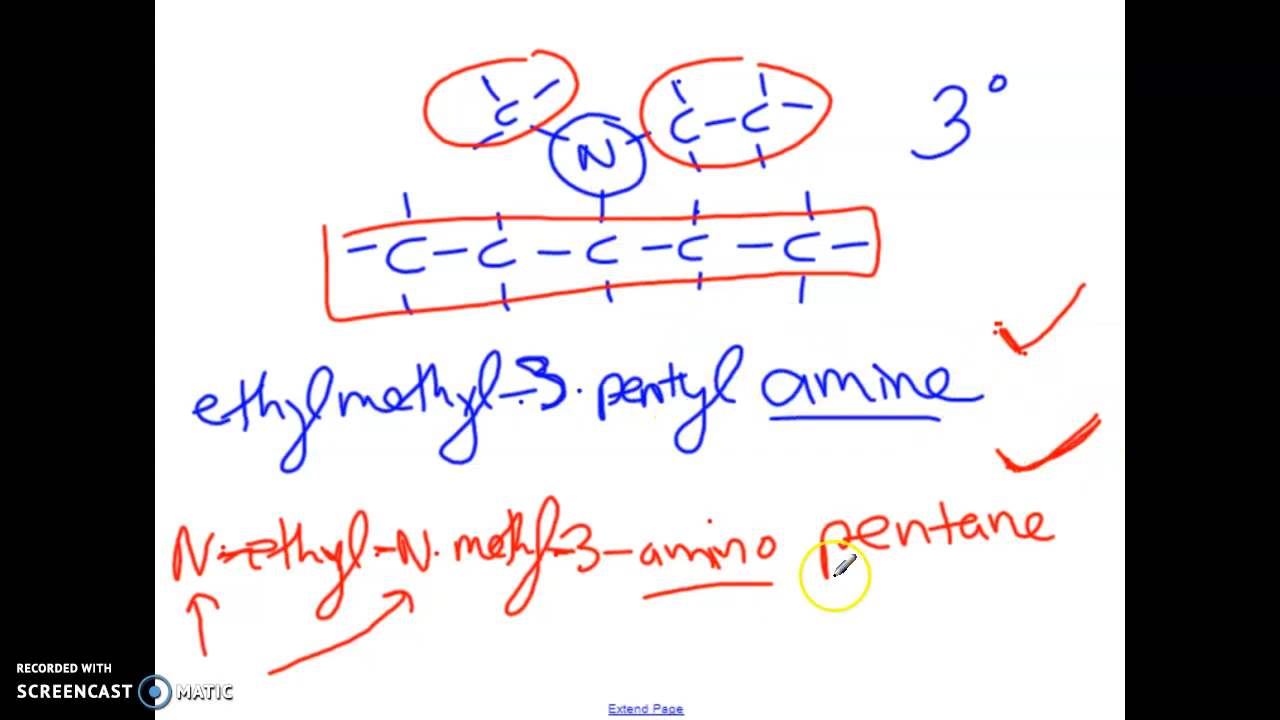 C C C 3°
N
C C C C C
ethylmethyl-3-pentyl amine
N-ethyl-N-methyl-3-amino pentane
RECORDED WITH
SCREENCAST MATIC
Extend Page